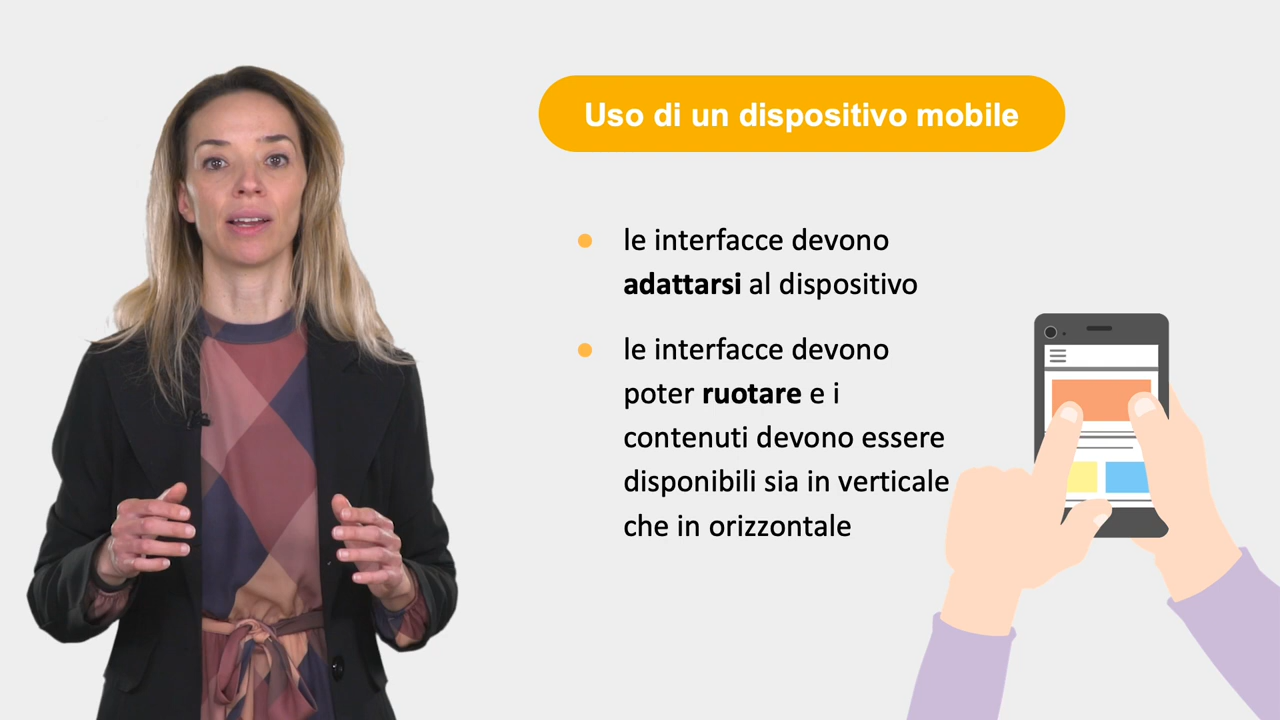 Uso di un dispositivo mobile
le interfacce devono
adattarsi al dispositivo
le interfacce devono
poter ruotare e i
contenuti devono essere
disponibili sia in verticale
che in orizzontale